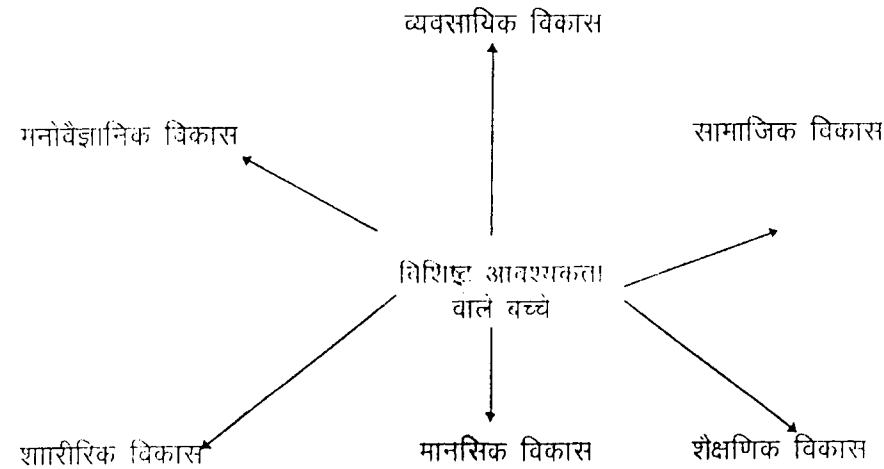 व्यवसायिक विकास
मनोवैज्ञानिक विकास
सामाजिक विकास
विशिष्ट आवश्यकता
वाले बच्चे
शाारीरिक विकास
मानसिक विकास
शैक्षणिक विकास